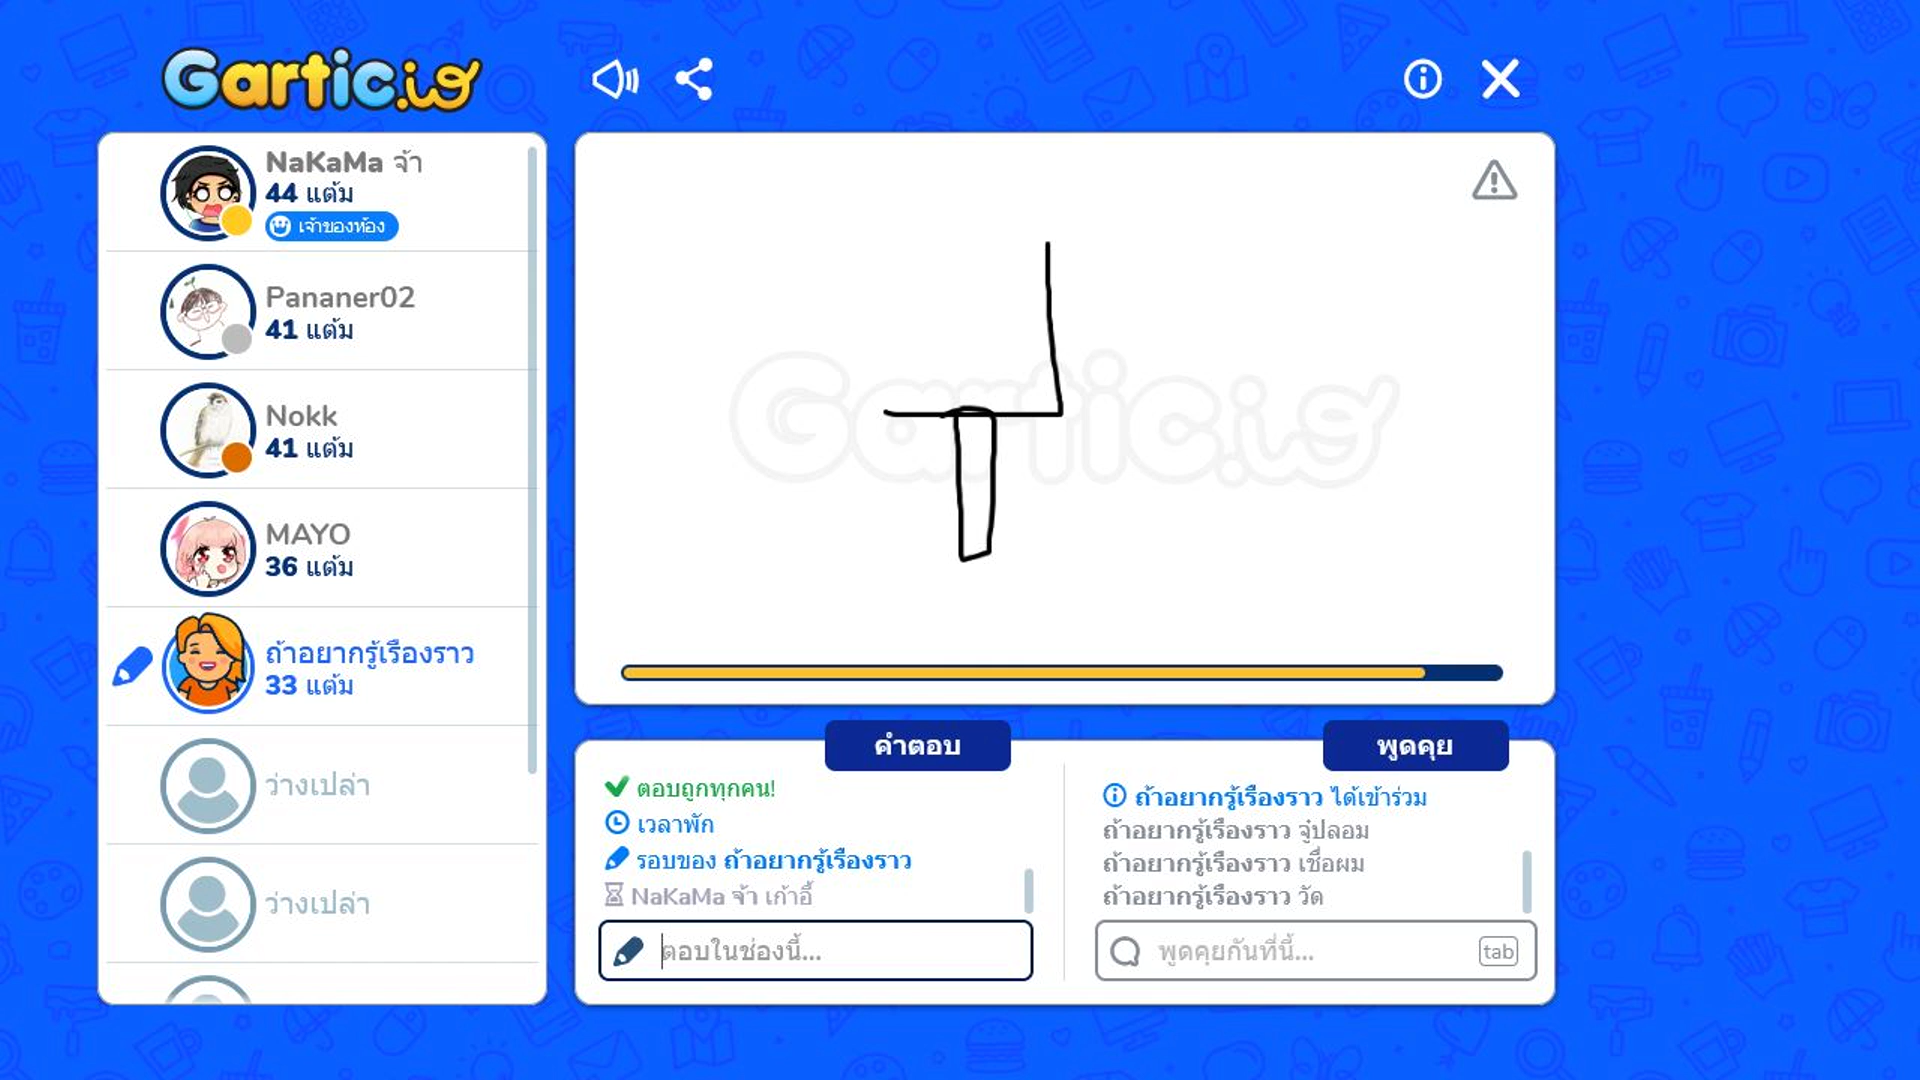 Gartic.io
NaKaMa จ้า
44 แต้ม
เจ้าของห้อง
Pananer02
41 แต้ม
Nokk
41 แต้ม
MAYO
36 แต้ม
ถ้าอยากรู้เรื่องราว
33 แต้ม
ว่างเปล่า
ว่างเปล่า
Gartic.io
คำตอบ
ตอบถูกทุกคน!
เวลาพัก
รอบของ ถ้าอยากรู้เรื่องราว
NaKaMa จ้า เก้าอี้
ตอบในช่องนี้...
พูดคุย
ถ้าอยากรู้เรื่องราว ได้เข้าร่วม
ถ้าอยากรู้เรื่องราว จู๋ปลอม
ถ้าอยากรู้เรื่องราว เชื่อผม
ถ้าอยากรู้เรื่องราว วัด
พูดคุยกันที่นี้...
tab